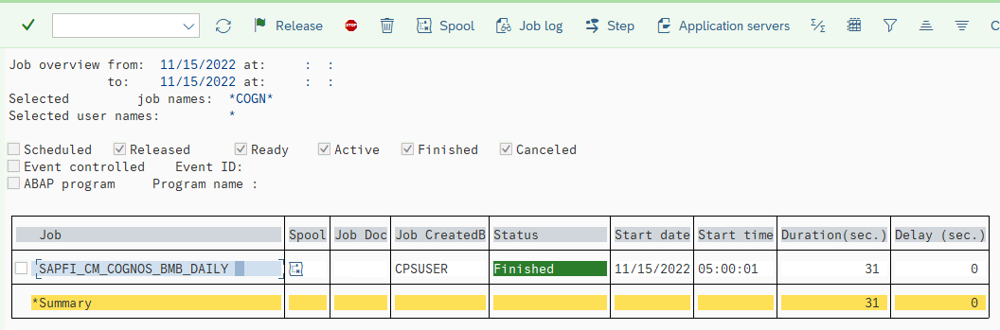 Release STOP Spool Job log Step Application servers C
Job overview from: 11/15/2022 at: : :
to: 11/15/2022 at: : :
Selected job names: *COGN*
Selected user names: *
Scheduled Released Ready Active Finished Canceled
Event controlled Event ID:
ABAP program Program name :
Job Spool Job Doc Job CreatedB Status Start date Start time Duration(sec.) Delay (sec.)
SAPFI_CM_COGNOS_BMB_DAILY CPSUSER Finished 11/15/2022 05:00:01 31 0
*Summary 31 0